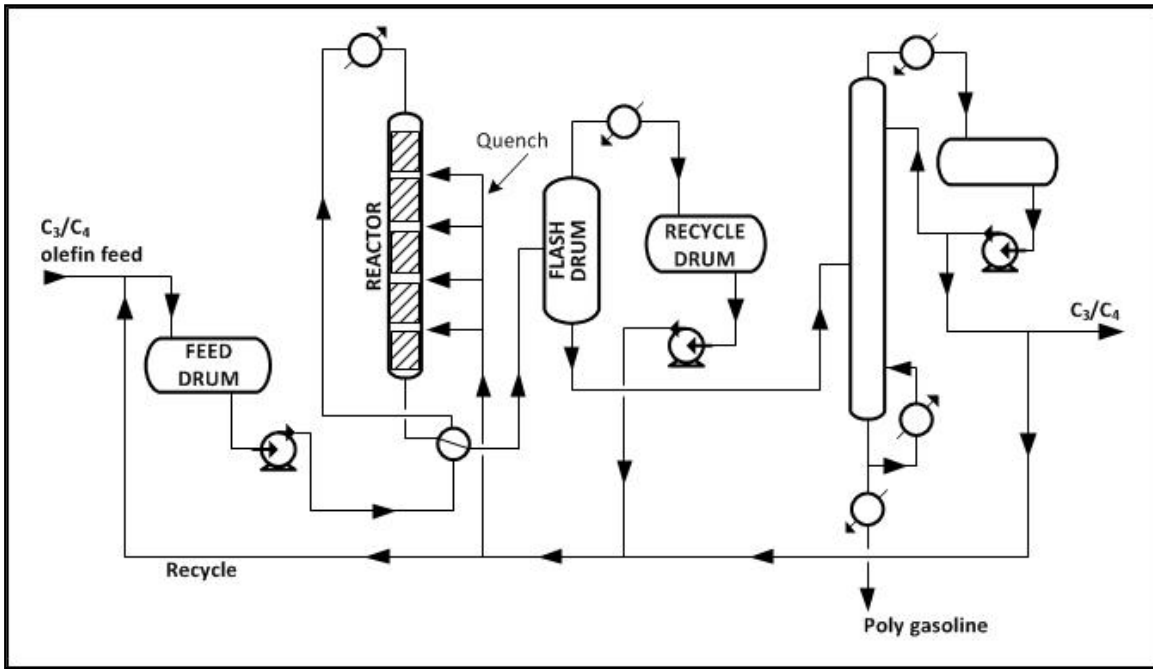 C₃/C₄
olefin feed
FEED
DRUM
REACTOR
Quench
FLASH
DRUM
RECYCLE
DRUM
C₃/C₄
Recycle
Poly gasoline